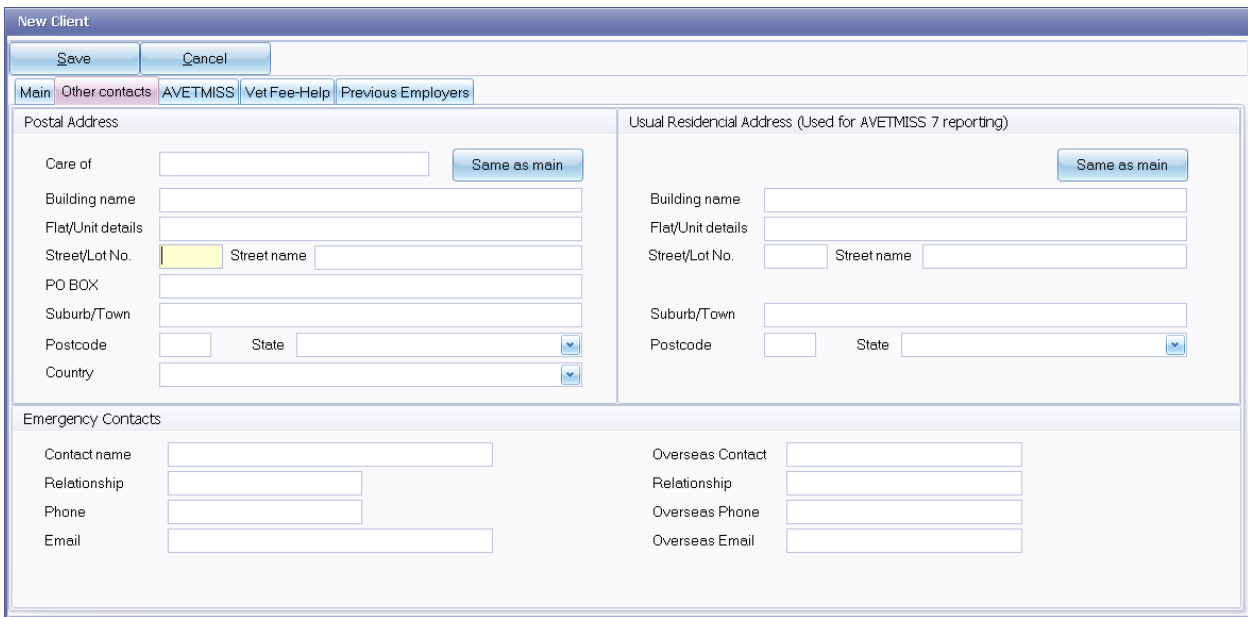 New Client
Save Cancel
Main Other contacts AVETMISS Vet Fee-Help Previous Employers
Postal Address
Care of Same as main
Building name
Flat/Unit details
Street/Lot No. Street name
PO BOX
Suburb/Town
Postcode State
Country
Usual Residencial Address (Used for AVETMISS 7 reporting)
Same as main
Building name
Flat/Unit details
Street/Lot No. Street name
Suburb/Town
Postcode State
Emergency Contacts
Contact name
Relationship
Phone
Email
Overseas Contact
Relationship
Overseas Phone
Overseas Email